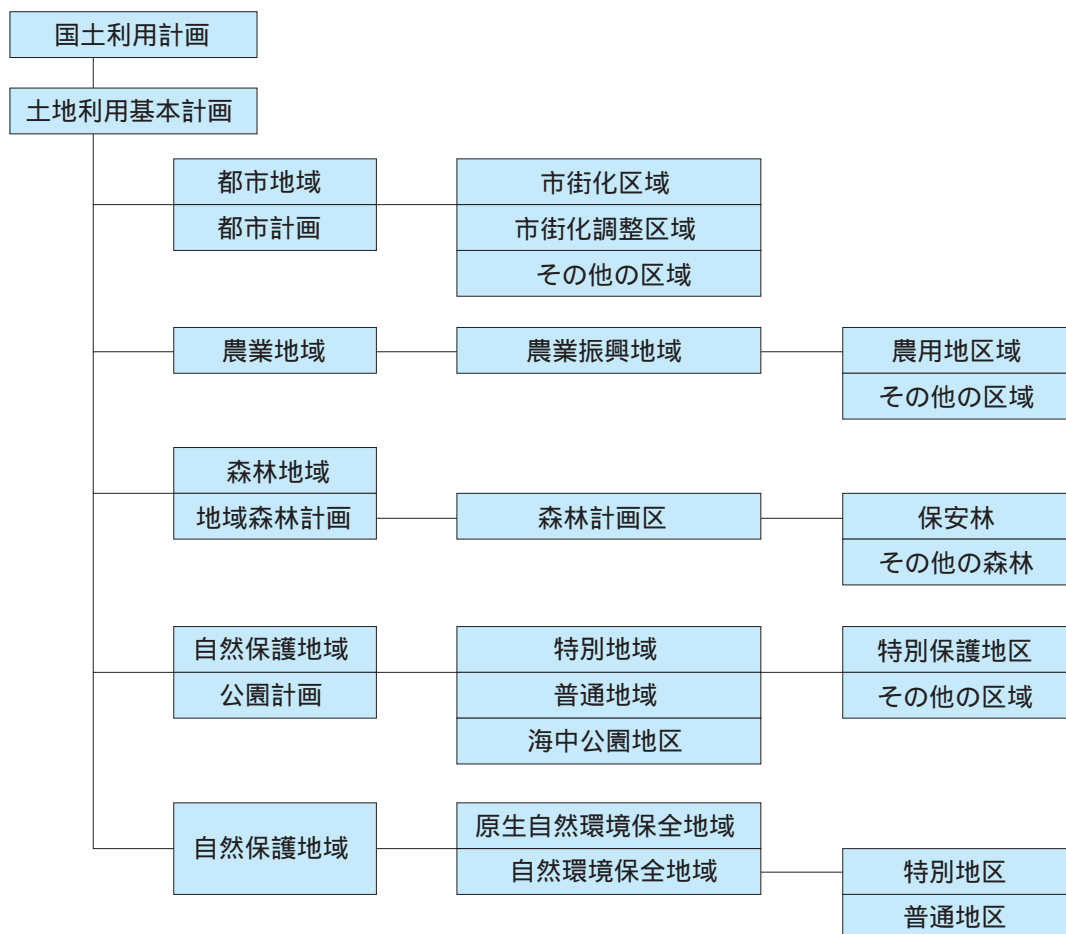 国土利用計画
土地利用基本計画
都市地域
都市計画
市街化区域
市街化調整区域
その他の区域
農業地域
農業振興地域
農用地区域
その他の区域
森林地域
地域森林計画
森林計画区
保安林
その他の森林
自然保護地域
公園計画
特別地域
普通地域
海中公園地区
特別保護地区
その他の区域
自然保護地域
原生自然環境保全地域
自然環境保全地域
特別地区
普通地区